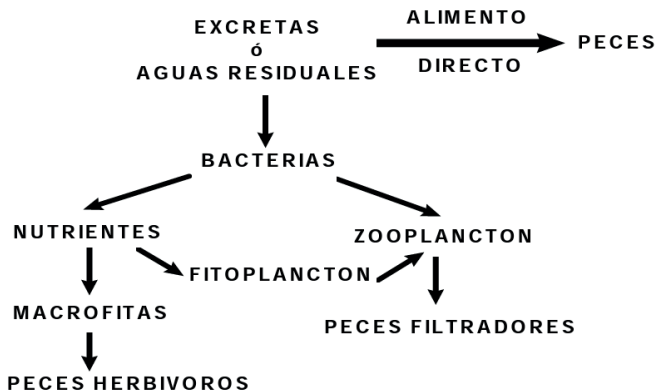 EXCRETAS
ó
AGUAS RESIDUALES
ALIMENTO
DIRECTO
PECES
BACTERIAS
NUTRIENTES
ZOOPLANCTON
FITOPLANCTON
MACROFITAS
PECES FILTRADORES
PECES HERBIVOROS